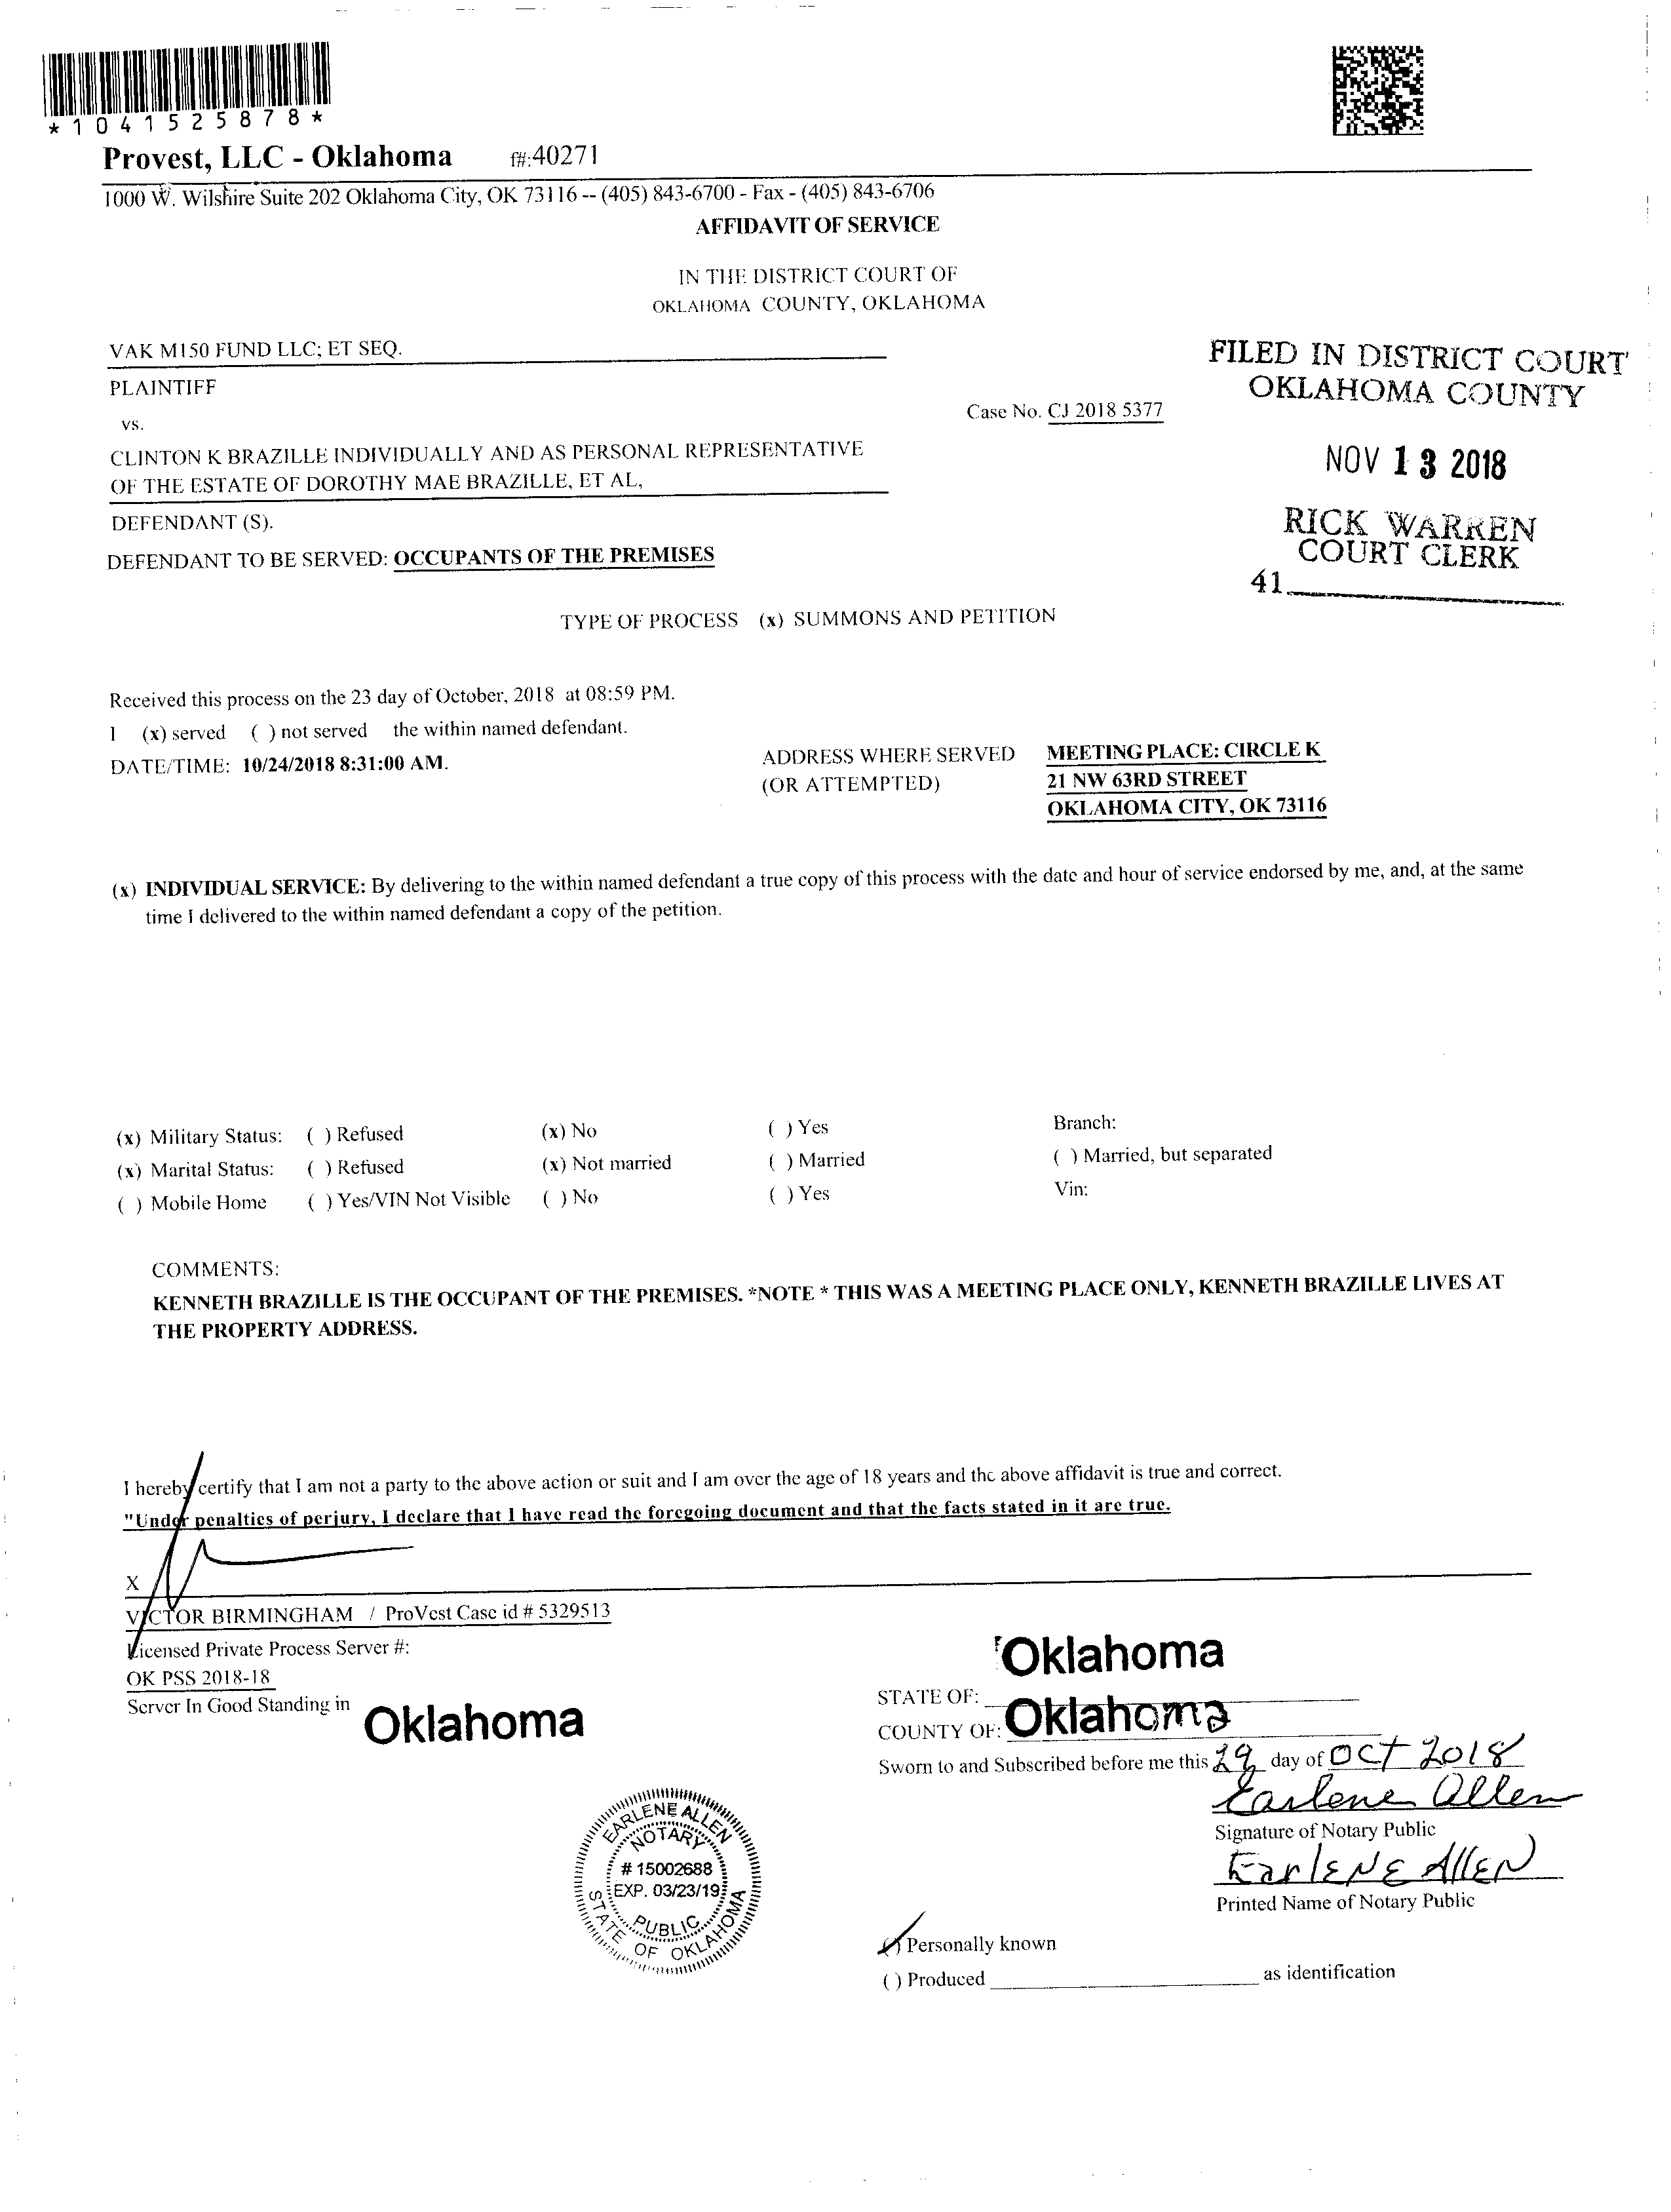 *1041525878*
Provest, LLC - Oklahoma f#:40271
1000 W. Wilshire Suite 202 Oklahoma City, OK 73116 -- (405) 843-6700 - Fax - (405) 843-6706
AFFIDAVIT OF SERVICE
IN THE DISTRICT COURT OF
OKLAHOMA COUNTY, OKLAHOMA
VAK M150 FUND LLC; ET SEQ.
PLAINTIFF
vs.
Case No. CJ 2018 5377
CLINTON K BRAZILLE INDIVIDUALLY AND AS PERSONAL REPRESENTATIVE
OF THE ESTATE OF DOROTHY MAE BRAZILLE, ET AL,
DEFENDANT (S).
DEFENDANT TO BE SERVED: OCCUPANTS OF THE PREMISES
FILED IN DISTRICT COURT
OKLAHOMA COUNTY
NOV 13 2018
RICK WARREN
COURT CLERK
41
TYPE OF PROCESS (x) SUMMONS AND PETITION
Received this process on the 23 day of October, 2018 at 08:59 PM.
I (x) served ( ) not served the within named defendant.
DATE/TIME: 10/24/2018 8:31:00 AM.
ADDRESS WHERE SERVED MEETING PLACE: CIRCLE K
(OR ATTEMPTED) 21 NW 63RD STREET
OKLAHOMA CITY, OK 73116
(x) INDIVIDUAL SERVICE: By delivering to the within named defendant a true copy of this process with the date and hour of service endorsed by me, and, at the same
time I delivered to the within named defendant a copy of the petition.
(x) Military Status: ( ) Refused (x) No ( ) Yes Branch:
(x) Marital Status: ( ) Refused (x) Not married ( ) Married ( ) Married, but separated
( ) Mobile Home ( ) Yes/VIN Not Visible ( ) No ( ) Yes Vin:
COMMENTS:
KENNETH BRAZILLE IS THE OCCUPANT OF THE PREMISES. *NOTE * THIS WAS A MEETING PLACE ONLY, KENNETH BRAZILLE LIVES AT
THE PROPERTY ADDRESS.
I hereby certify that I am not a party to the above action or suit and I am over the age of 18 years and the above affidavit is true and correct.
"Under penalties of perjury, I declare that I have read the foregoing document and that the facts stated in it are true.
X
VICTOR BIRMINGHAM / ProVest Case id # 5329513
Licensed Private Process Server #:
OK PSS 2018-18
Server In Good Standing in Oklahoma
Oklahoma
STATE OF:
COUNTY OF: Oklahoma
Sworn to and Subscribed before me this 29 day of OCT 2018
Earlene Allen
Signature of Notary Public
EarlENE AllEN
Printed Name of Notary Public
EARLENE ALLEN
NOTARY
# 15002688
EXP. 03/23/19
PUBLIC
STATE OF OKLAHOMA
( ) Personally known
( ) Produced as identification